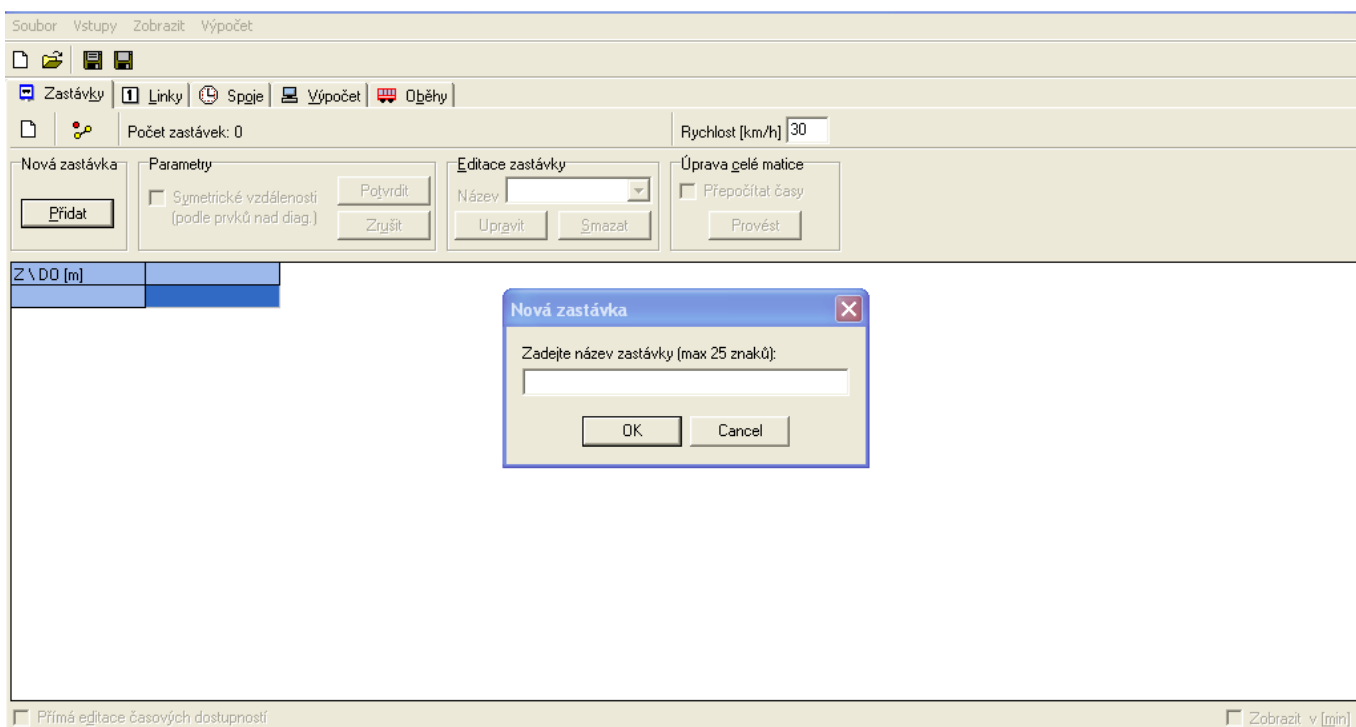 Soubor Vstupy Zobrazit Výpočet
Zastávky 1 Linky Spoje Výpočet Oběhy
Počet zastávek: 0 Rychlost [km/h] 30
Nová zastávka Parametry Editace zastávky Úprava celé matice
Symetrické vzdálenosti Potvrdit Název Přepočítat časy
Přidat (podle prvků nad diag.) Zrušit Upravit Smazat Provést
Z \ DO [m]
Nová zastávka
Zadejte název zastávky (max 25 znaků):
OK Cancel
Přímá editace časových dostupností Zobrazit v [min]